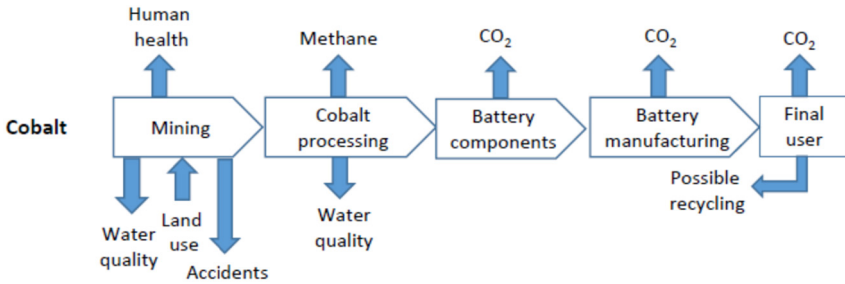 Human
health
Methane
CO₂
CO₂
CO₂
Cobalt
Mining
Cobalt
processing
Battery
components
Battery
manufacturing
Final
user
Water
quality
Land
use
Accidents
Water
quality
Possible
recycling